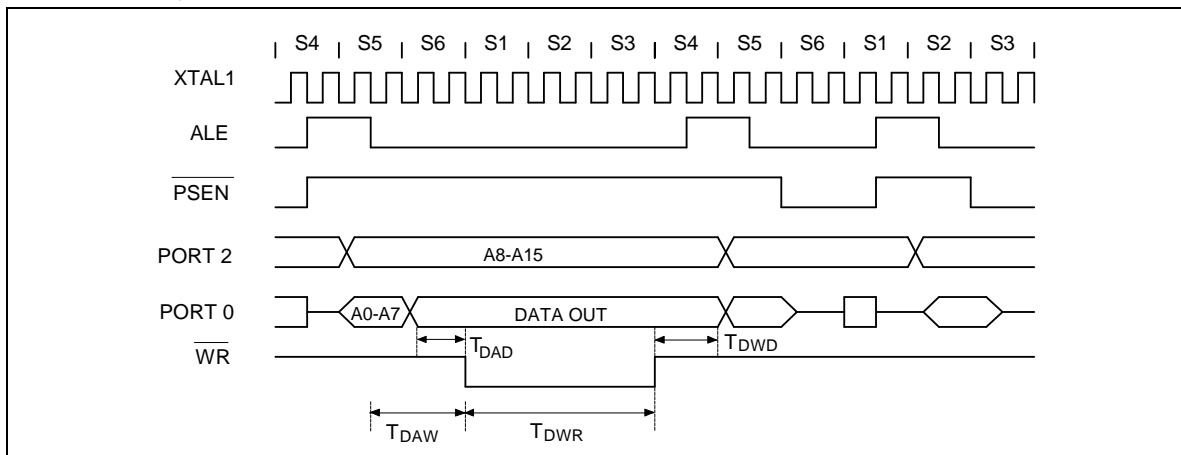 S4 S5 S6 S1 S2 S3 S4 S5 S6 S1 S2 S3
XTAL1
ALE
PSEN
PORT 2 A8-A15
PORT 0 A0-A7 DATA OUT
WR TDAD TDWD
TDAW TDWR